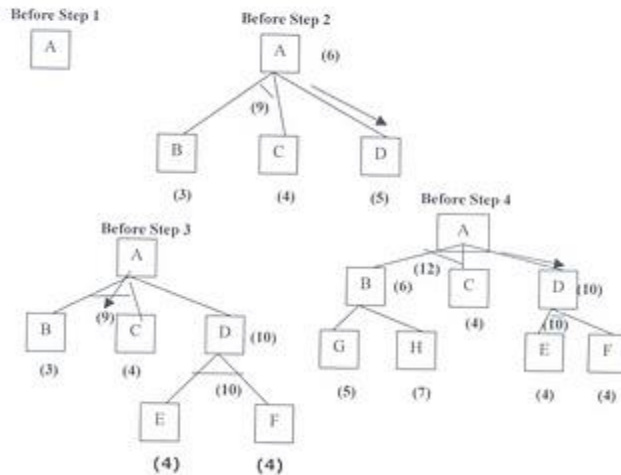 Before Step 1
A
Before Step 2
A (6)
(9)
B C D
(3) (4) (5)
Before Step 3
A
(9)
B C D (10)
(3) (4)
(10)
E F
(4) (4)
Before Step 4
A
(12)
B (6) C D (10)
(4) (10)
G H E F
(5) (7) (4) (4)